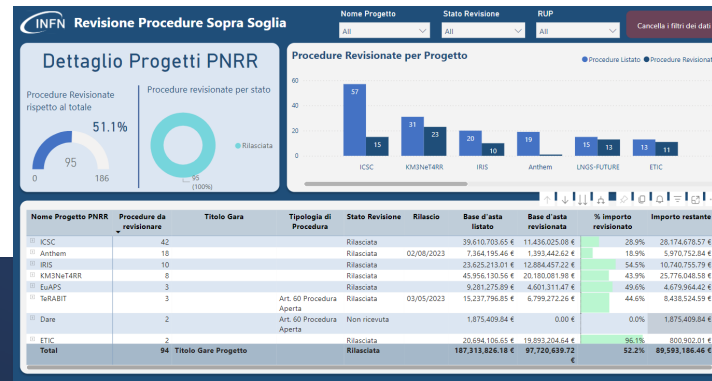 INFN Revisione Procedure Sopra Soglia
Nome Progetto Stato Revisione RUP
All All All
Cancella i filtri dei dati
Dettaglio Progetti PNRR
Procedure Revisionate
rispetto al totale
51.1%
95
0 186
Procedure revisionate per stato
Rilasciata
95
(100%)
Procedure Revisionate per Progetto
Procedure Listato Procedure Revisionat
60
40
20
0
57 15 31 23 20 10 19 15 13 13 11
ICSC KM3NeT4RR IRIS Anthem LNGS-FUTURE ETIC
Nome Progetto PNRR Procedure da revisionare Titolo Gara Tipologia di Procedura Stato Revisione Rilascio Base d'asta listato Base d'asta revisionata % importo revisionato Importo restante
ICSC 42 Rilasciata 39.610.703.65 € 11,436,025.08 € 28.9% 28,174,678.57 €
Anthem 18 Rilasciata 02/08/2023 7,364,195.46 € 1,393,442.62 € 18.9% 5,970,752.84 €
IRIS 10 Rilasciata 23,625,213.01 € 12,884,457.22 € 54.5% 10,740,755.79 €
KM3NeT4RR 8 Rilasciata 45,956,130.56 € 20,180,081.98 € 43.9% 25,776,048.58 €
EuAPS 3 Rilasciata 9,281,275.89 € 4,601,311.47 € 49.6% 4,679,964.42 €
TeRABIT 3 Art. 60 Procedura Aperta Rilasciata 03/05/2023 15,237,796.85 € 6,799,272.26 € 44.6% 8,438,524.59 €
Dare 2 Art. 60 Procedura Aperta Non ricevuta 1,875,409.84 € 0.00 € 0.0% 1,875,409.84 €
ETIC 2 Rilasciata 20,694,106.65 € 19,893,204.64 € 96.1% 800,902.01 €
Total 94 Titolo Gare Progetto Rilasciata 187,313,826.18 € 97,720,639.72 € 52.2% 89,593,186.46 €